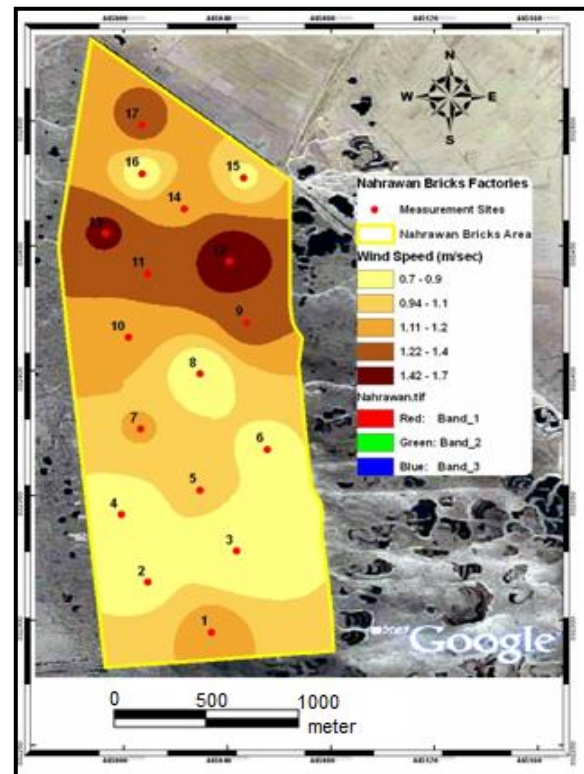 N
W E
S
17
16
15
14
13
12
11
9
10
8
7
6
5
4
3
2
1
Nahrawan Bricks Factories
Measurement Sites
Nahrawan Bricks Area
Wind Speed (m/sec)
0.7 - 0.9
0.94 - 1.1
1.11 - 1.2
1.22 - 1.4
1.42 - 1.7
Nahrawan.tif
Red: Band_1
Green: Band_2
Blue: Band_3
Google
0 500 1000
meter